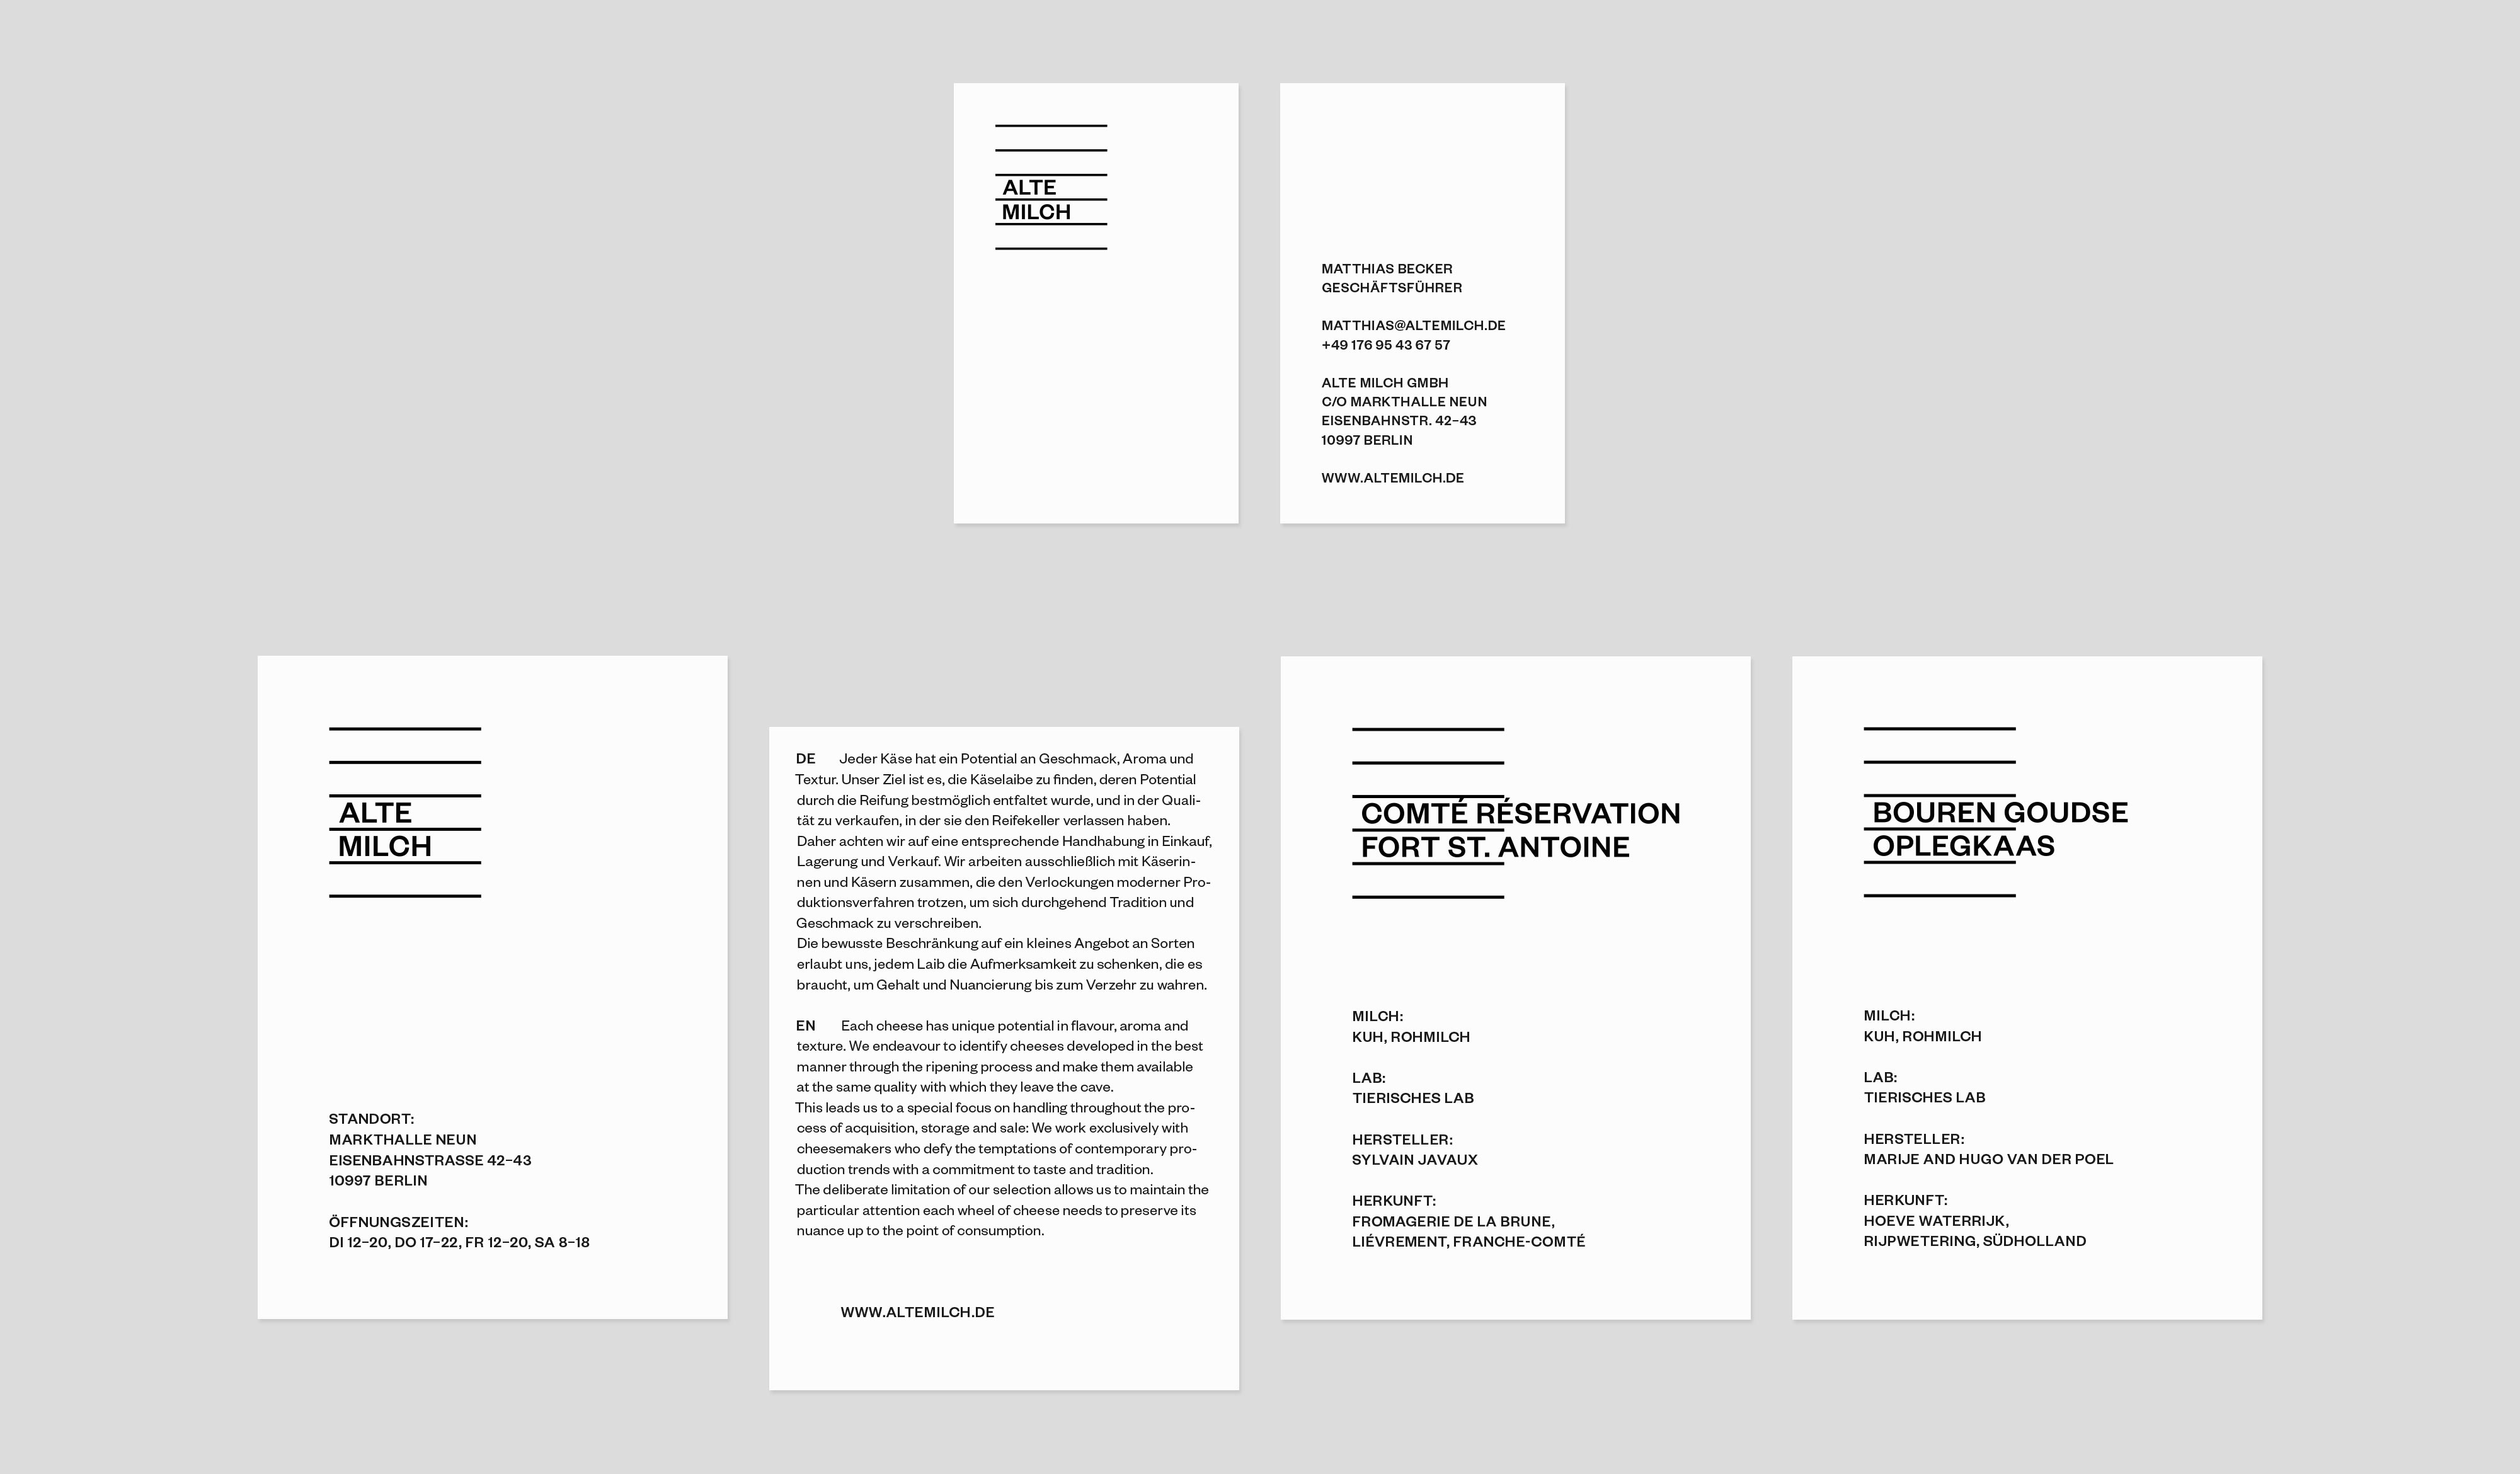 ALTE
MILCH
MATTHIAS BECKER
GESCHÄFTSFÜHRER
MATTHIAS@ALTEMILCH.DE
+49 176 95 43 67 57
ALTE MILCH GMBH
C/O MARKTHALLE NEUN
EISENBAHNSTR. 42–43
10997 BERLIN
WWW.ALTEMILCH.DE
ALTE
MILCH
STANDORT:
MARKTHALLE NEUN
EISENBAHNSTRASSE 42–43
10997 BERLIN
ÖFFNUNGSZEITEN:
DI 12–20, DO 17–22, FR 12–20, SA 8–18
DE Jeder Käse hat ein Potential an Geschmack, Aroma und
Textur. Unser Ziel ist es, die Käselaibe zu finden, deren Potential
durch die Reifung bestmöglich entfaltet wurde, und in der Quali-
tät zu verkaufen, in der sie den Reifekeller verlassen haben.
Daher achten wir auf eine entsprechende Handhabung in Einkauf,
Lagerung und Verkauf. Wir arbeiten ausschließlich mit Käserin-
nen und Käsern zusammen, die den Verlockungen moderner Pro-
duktionsverfahren trotzen, um sich durchgehend Tradition und
Geschmack zu verschreiben.
Die bewusste Beschränkung auf ein kleines Angebot an Sorten
erlaubt uns, jedem Laib die Aufmerksamkeit zu schenken, die es
braucht, um Gehalt und Nuancierung bis zum Verzehr zu wahren.
EN Each cheese has unique potential in flavour, aroma and
texture. We endeavour to identify cheeses developed in the best
manner through the ripening process and make them available
at the same quality with which they leave the cave.
This leads us to a special focus on handling throughout the pro-
cess of acquisition, storage and sale: We work exclusively with
cheesemakers who defy the temptations of contemporary pro-
duction trends with a commitment to taste and tradition.
The deliberate limitation of our selection allows us to maintain the
particular attention each wheel of cheese needs to preserve its
nuance up to the point of consumption.
WWW.ALTEMILCH.DE
COMTÉ RÉSERVATION
FORT ST. ANTOINE
MILCH:
KUH, ROHMILCH
LAB:
TIERISCHES LAB
HERSTELLER:
SYLVAIN JAVAUX
HERKUNFT:
FROMAGERIE DE LA BRUNE,
LIÉVREMENT, FRANCHE-COMTÉ
BOUREN GOUDSE
OPLEGKAAS
MILCH:
KUH, ROHMILCH
LAB:
TIERISCHES LAB
HERSTELLER:
MARIJE AND HUGO VAN DER POEL
HERKUNFT:
HOEVE WATERRIJK,
RIJPWETERING, SÜDHOLLAND